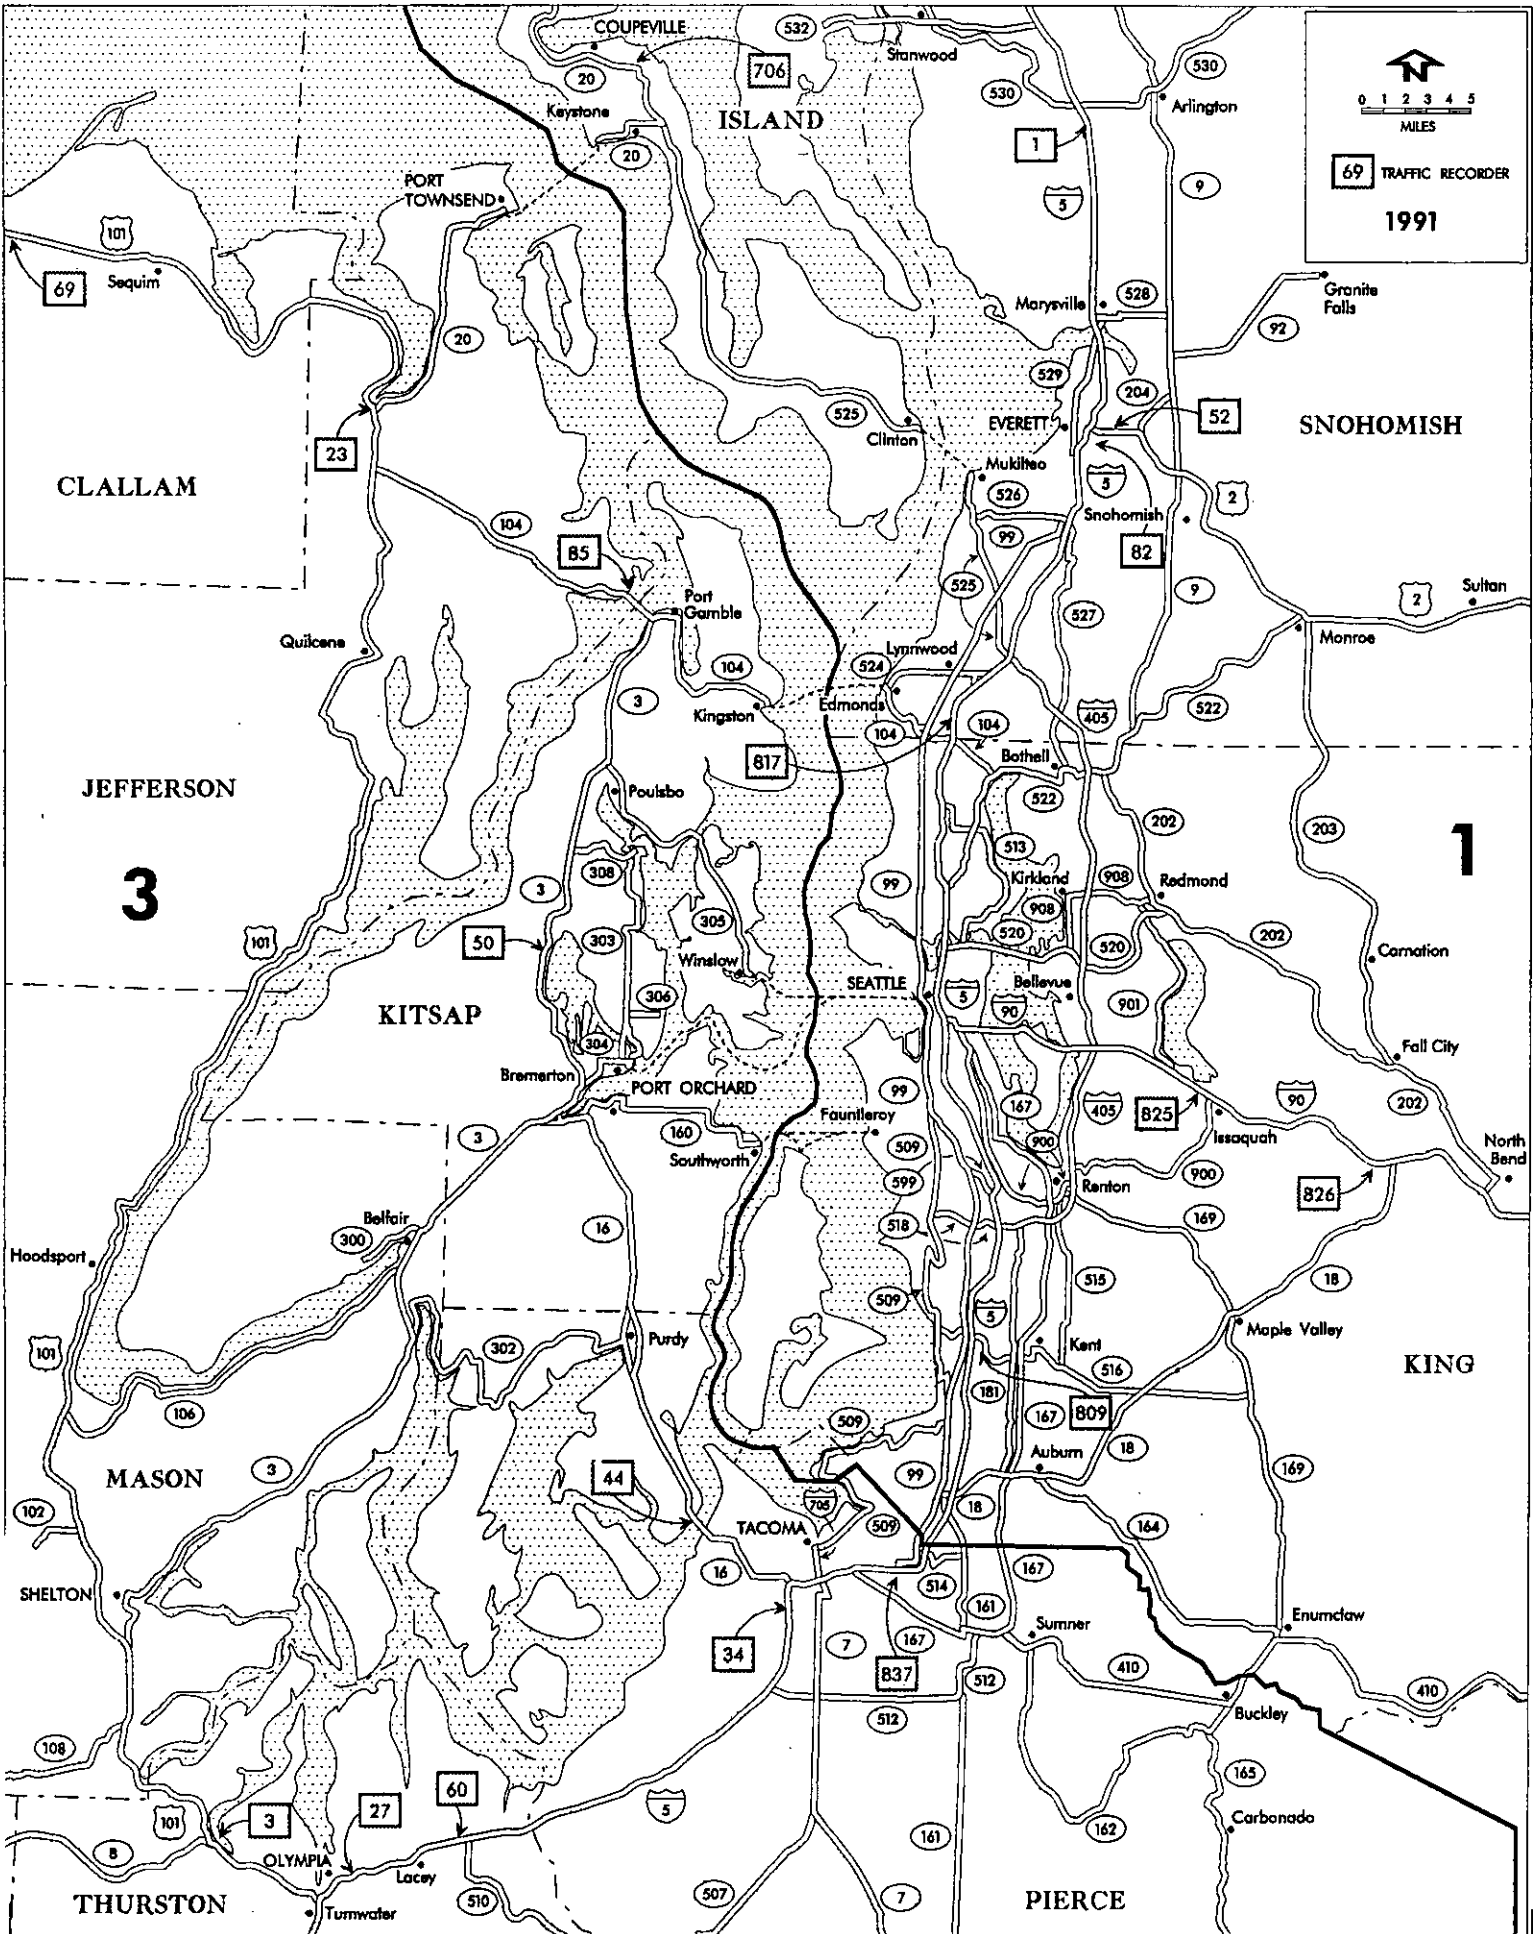 COUPEVILLE
532
Stanwood
706
20
530
530
Keystone
ISLAND
Arlington
N
0 1 2 3 4 5
MILES
69 TRAFFIC RECORDER
1991
1
20
PORT
TOWNSEND
9
5
101
69
Sequim
Marysville
528
Granite
Falls
92
20
529
204
525
Clinton
EVERETT
52
SNOHOMISH
23
Mukilteo
526
5
2
CLALLAM
104
Snohomish
99
82
85
525
9
2
Sultan
Port
Gamble
527
Monroe
Quilcene
Lynnwood
104
524
3
Kingston
Edmonds
522
405
104
104
817
Bothell
JEFFERSON
Poulsbo
522
202
203
1
513
3
308
99
Kirkland
908
Redmond
3
908
305
520
520
202
101
50
303
Winslow
Carnation
SEATTLE
5
Bellevue
306
90
901
KITSAP
304
Fall City
Bremerton
PORT ORCHARD
99
167
405
825
90
202
Fauntleroy
Issaquah
3
160
509
900
North
Bend
Southworth
599
Renton
900
826
Belfair
300
16
518
169
Hoodsport
515
18
509
5
Maple Valley
101
302
Purdy
Kent
516
KING
106
181
509
167
809
18
Auburn
MASON
3
44
99
169
102
705
18
TACOMA
509
164
16
514
167
SHELTON
161
Enumclaw
Sumner
34
7
167
837
410
512
410
512
Buckley
108
165
60
5
27
101
3
Carbonado
162
8
OLYMPIA
161
Lacey
THURSTON
510
507
7
PIERCE
Tumwater